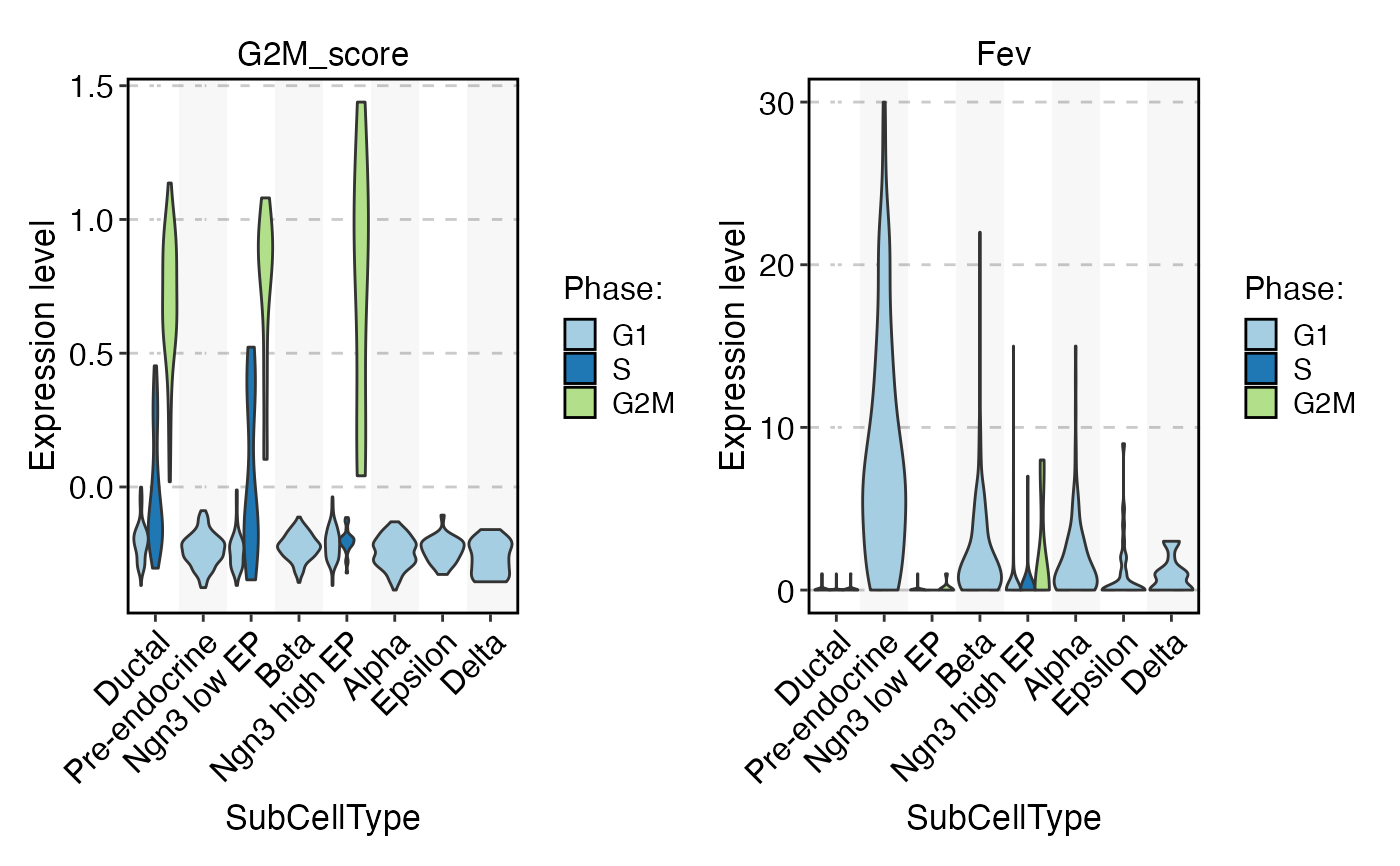 G2M_score
Expression level
1.5
1.0
0.5
0.0
Ductal
Pre-endocrine
Ngn3 low EP
Beta
Ngn3 high EP
Alpha
Epsilon
Delta
SubCellType
Phase:
G1
S
G2M
Fev
Expression level
30
20
10
0
Ductal
Pre-endocrine
Ngn3 low EP
Beta
Ngn3 high EP
Alpha
Epsilon
Delta
SubCellType
Phase:
G1
S
G2M